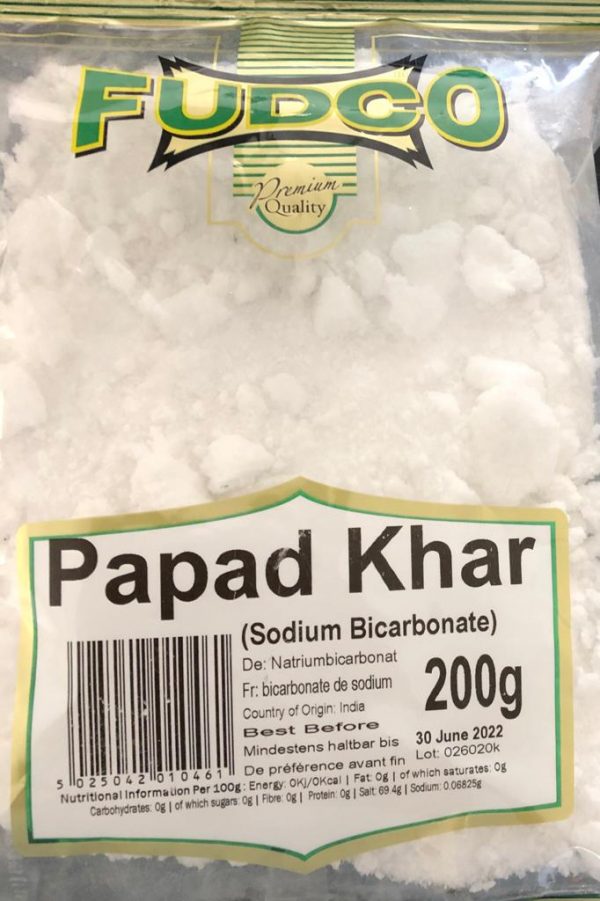 FUDCO
Premium
Quality
Papad Khar
(Sodium Bicarbonate)
De: Natriumbicarbonat
Fr: bicarbonate de sodium
200g
Country of Origin: India
Best Before
Mindestens haltbar bis 30 June 2022
De préférence avant fin Lot: 026020k
5 025042 010461
Nutritional Information Per 100g: Energy: 0Kj/0Kcal | Fat: 0g | of which saturates: 0g
Carbohydrates: 0g | of which sugars: 0g | Fibre: 0g | Protein: 0g | Salt: 69.4g | Sodium: 0.06825g